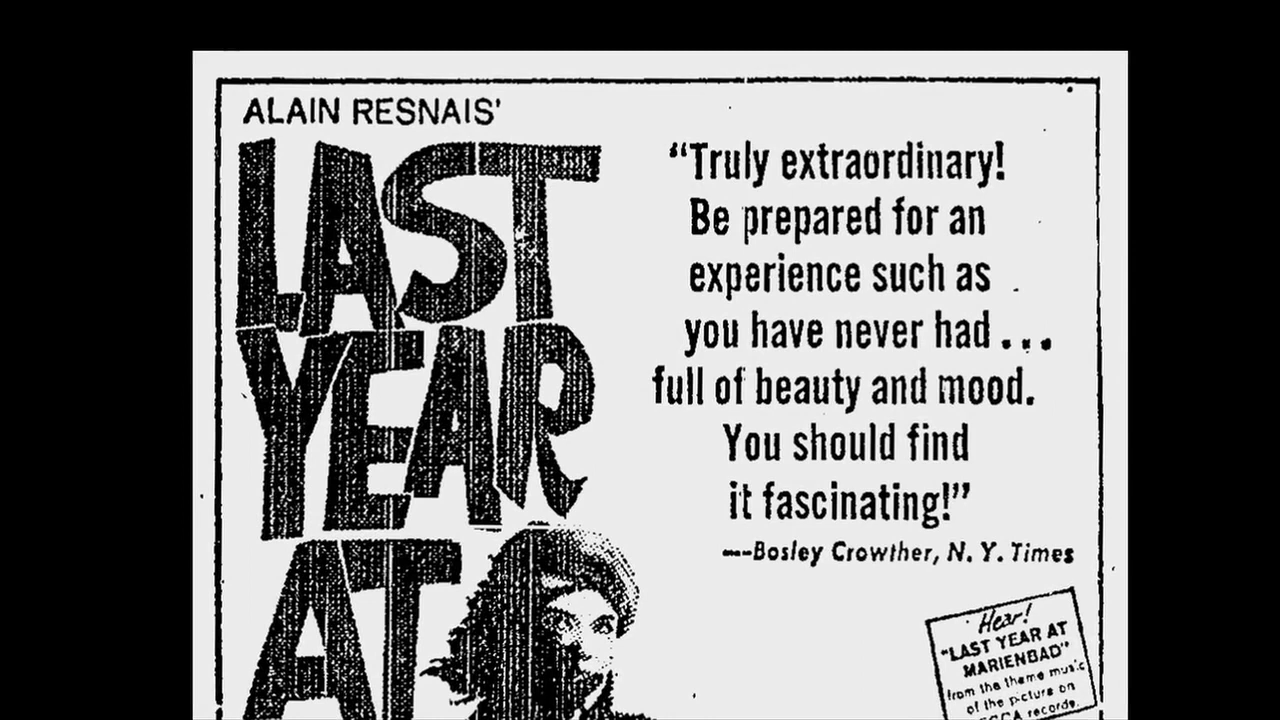 ALAIN RESNAIS'
LAST
YEAR
AT
“Truly extraordinary!
Be prepared for an
experience such as
you have never had ...
full of beauty and mood.
You should find
it fascinating!”
---Bosley Crowther, N. Y. Times
Hear!
"LAST YEAR AT
MARIENBAD"
from the theme music
of the picture on
records.